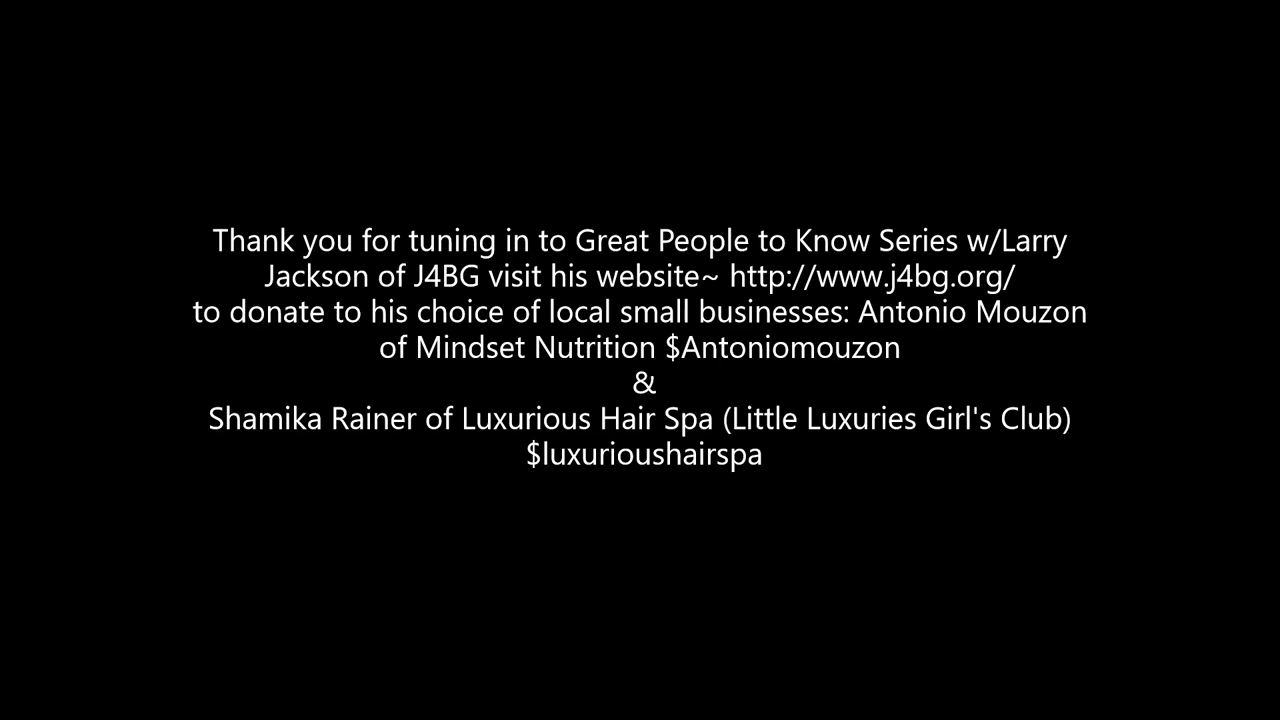 Thank you for tuning in to Great People to Know Series w/Larry
Jackson of J4BG visit his website~ http://www.j4bg.org/
to donate to his choice of local small businesses: Antonio Mouzon
of Mindset Nutrition $Antoniomouzon
&
Shamika Rainer of Luxurious Hair Spa (Little Luxuries Girl's Club)
$luxurioushairspa